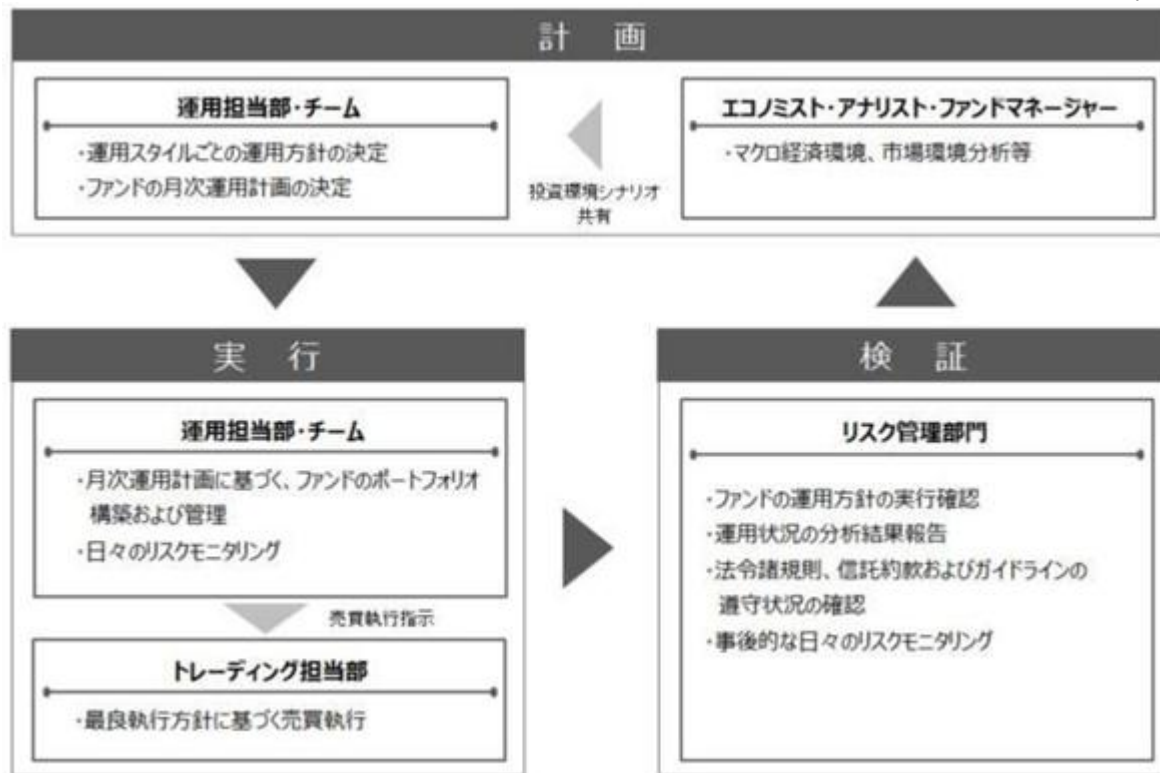 計 画
運用担当部・チーム
・運用スタイルごとの運用方針の決定
・ファンドの月次運用計画の決定
投資環境シナリオ
共有
エコノミスト・アナリスト・ファンドマネージャー
・マクロ経済環境、市場環境分析等
実 行
運用担当部・チーム
・月次運用計画に基づく、ファンドのポートフォリオ
構築および管理
・日々のリスクモニタリング
売買執行指示
トレーディング担当部
・最良執行方針に基づく売買執行
検 証
リスク管理部門
・ファンドの運用方針の実行確認
・運用状況の分析結果報告
・法令諸規則、信託約款およびガイドラインの
遵守状況の確認
・事後的な日々のリスクモニタリング